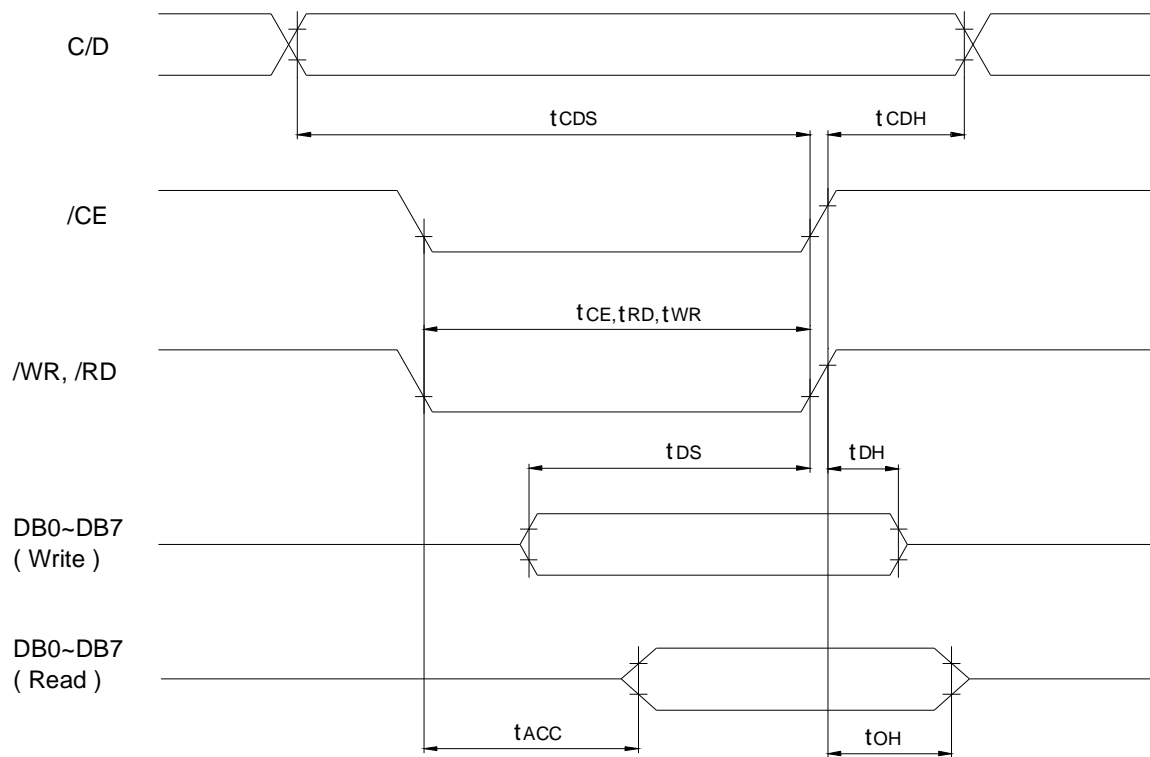 C/D
tCDS
tCDH
/CE
tCE,tRD,tWR
/WR, /RD
tDS
tDH
DB0~DB7
( Write )
DB0~DB7
( Read )
tACC
tOH